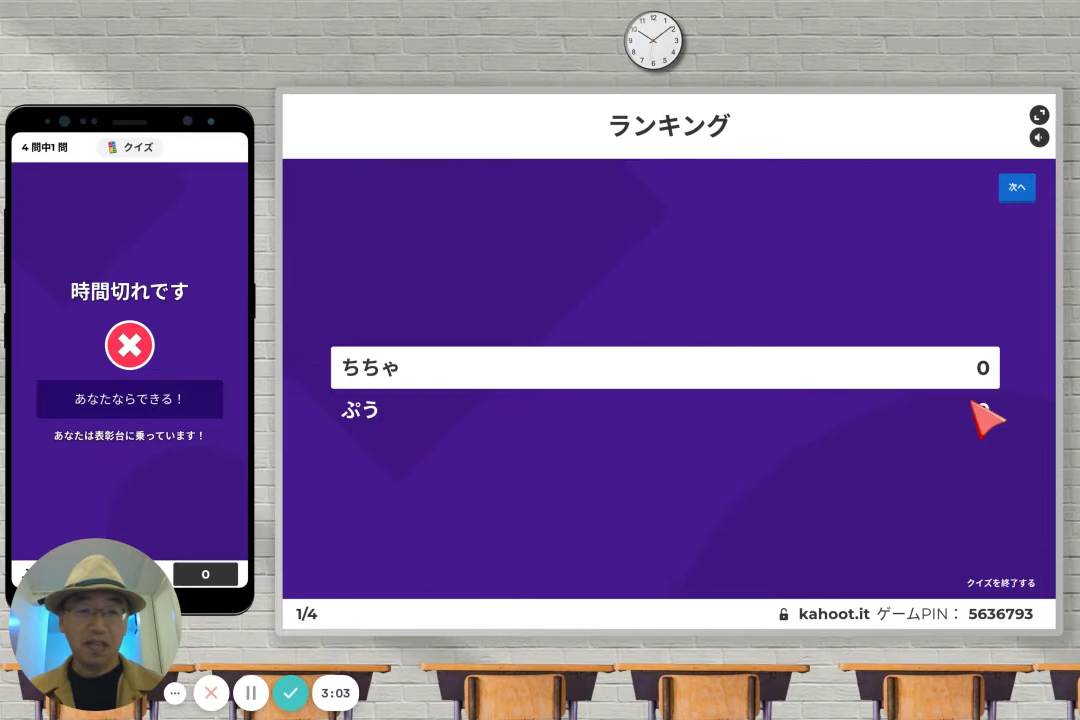 ランキング
4 問中1 問
クイズ
次へ
時間切れです
あなたならできる！
あなたは表彰台に乗っています！
0
ちちゃ 0
ぷう
クイズを終了する
1/4
kahoot.it ゲームPIN： 5636793
3:03